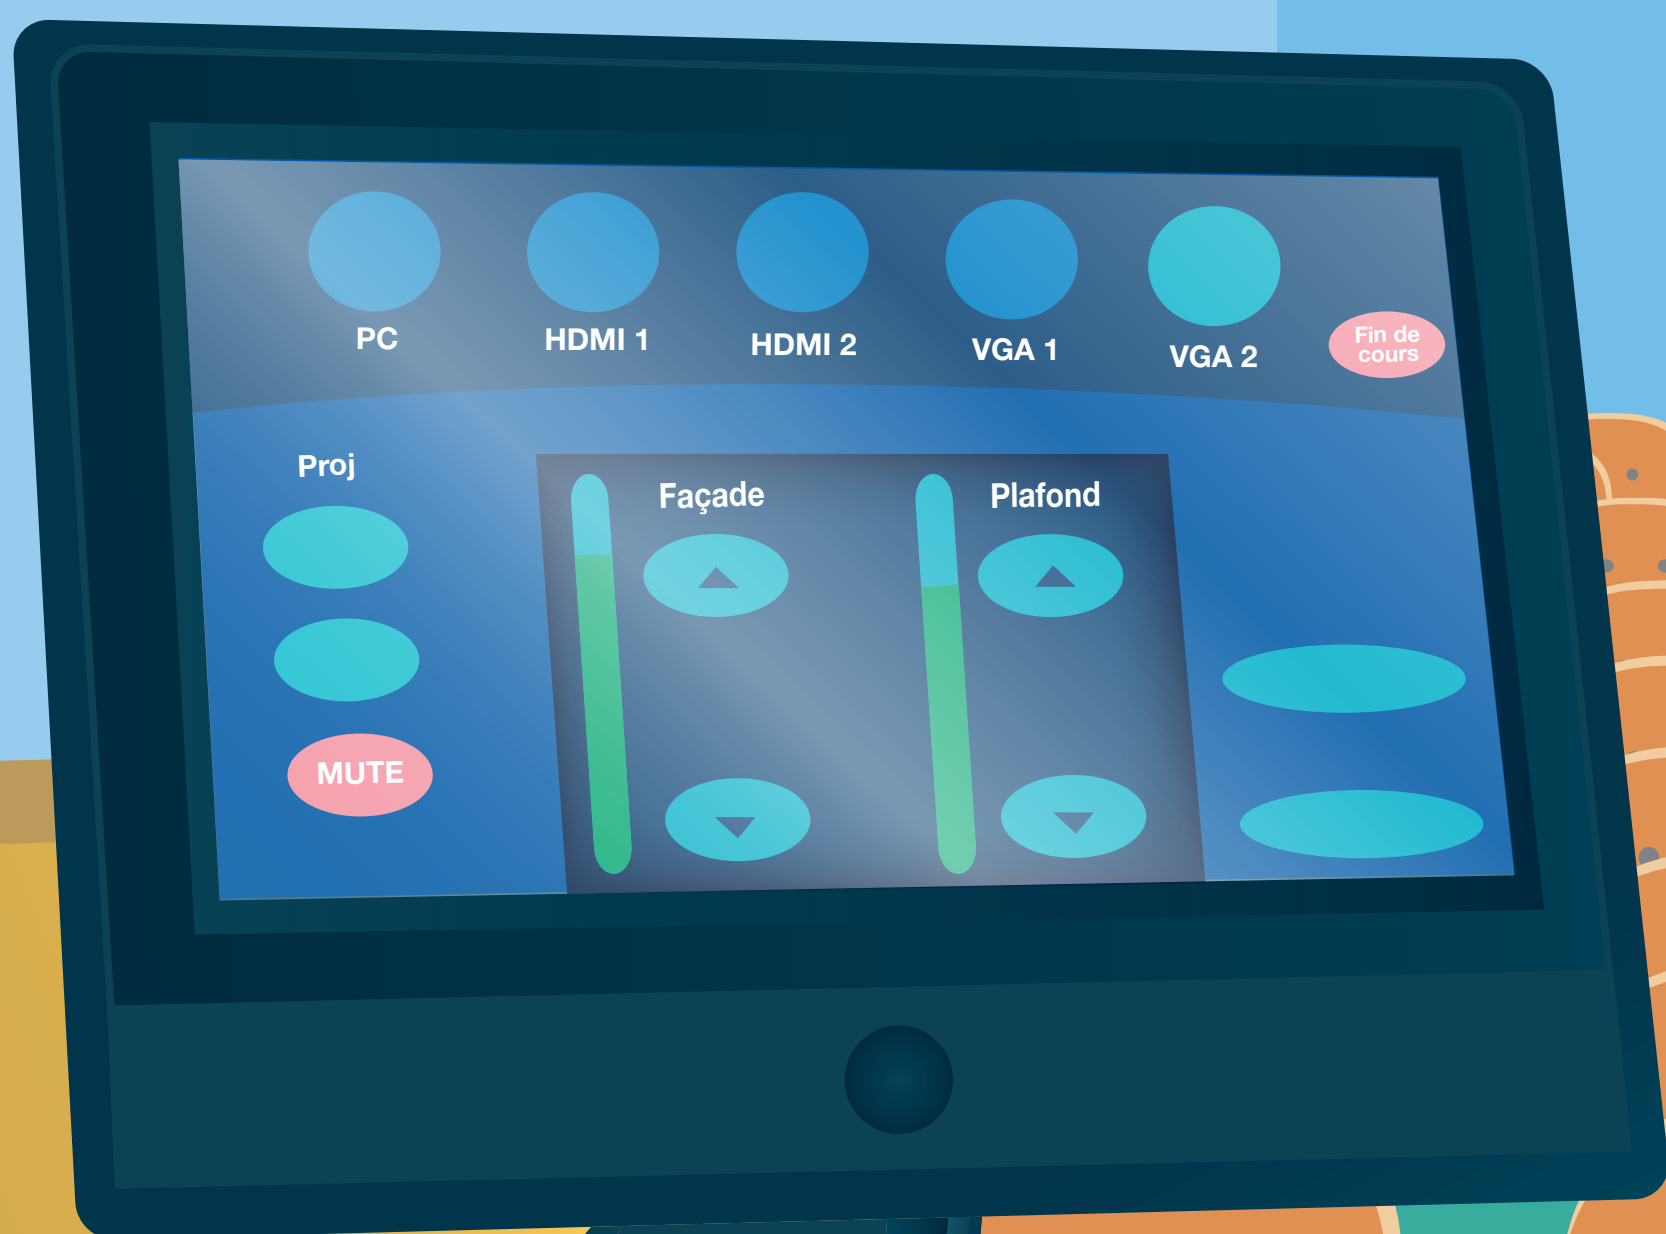 PC
HDMI 1
HDMI 2
VGA 1
VGA 2
Fin de
cours
Proj
MUTE
Façade
Plafond